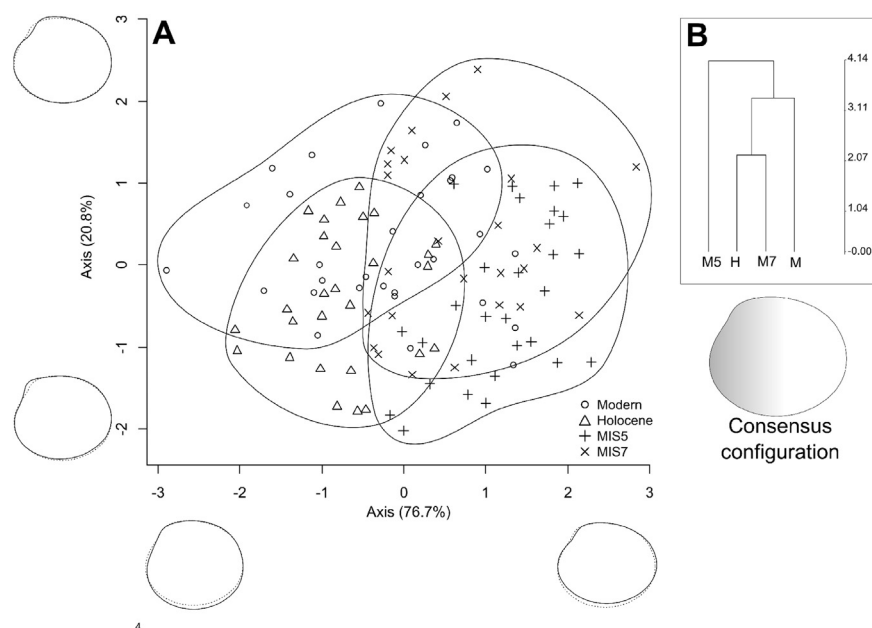 A
3
2
1
0
-1
-2
Axis (20.8%)
-3 -2 -1 0 1 2 3
Axis (76.7%)
Modern
Holocene
MIS5
MIS7
B
4.14
3.11
2.07
1.04
-0.00
M5 H M7 M
Consensus
configuration
4